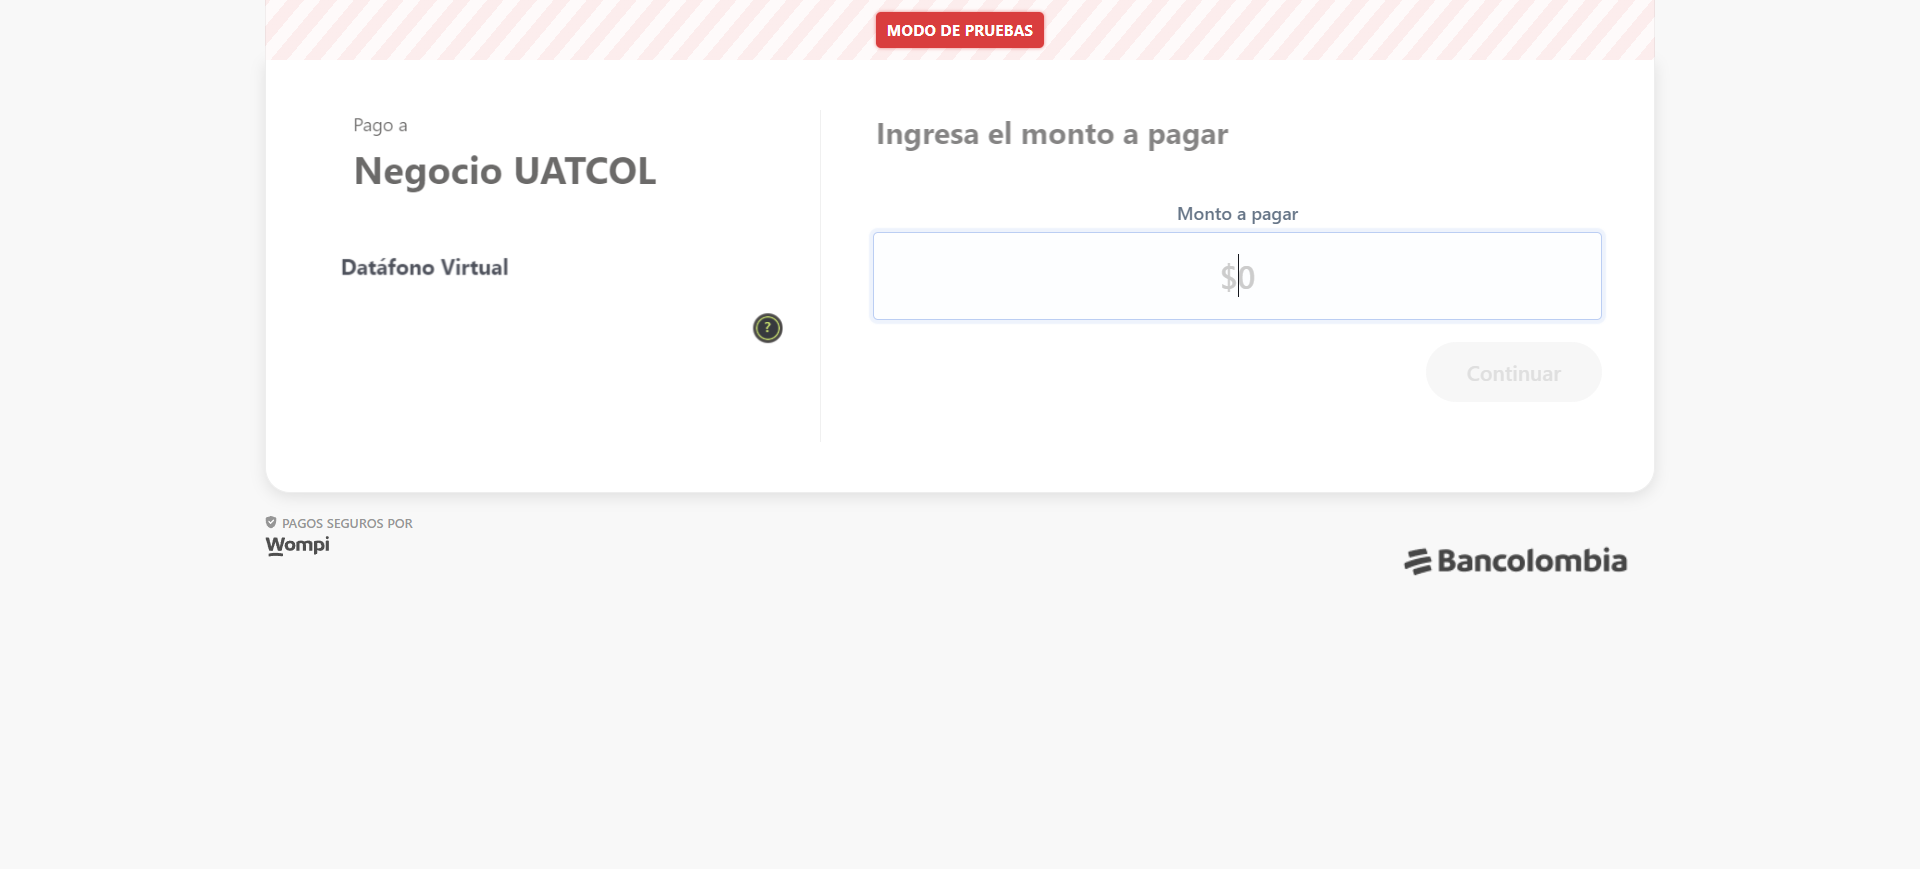 MODO DE PRUEBAS
Pago a
Negocio UATCOL
Datáfono Virtual
?
Ingresa el monto a pagar
Monto a pagar
$0
Continuar
PAGOS SEGUROS POR
Wompi
Bancolombia